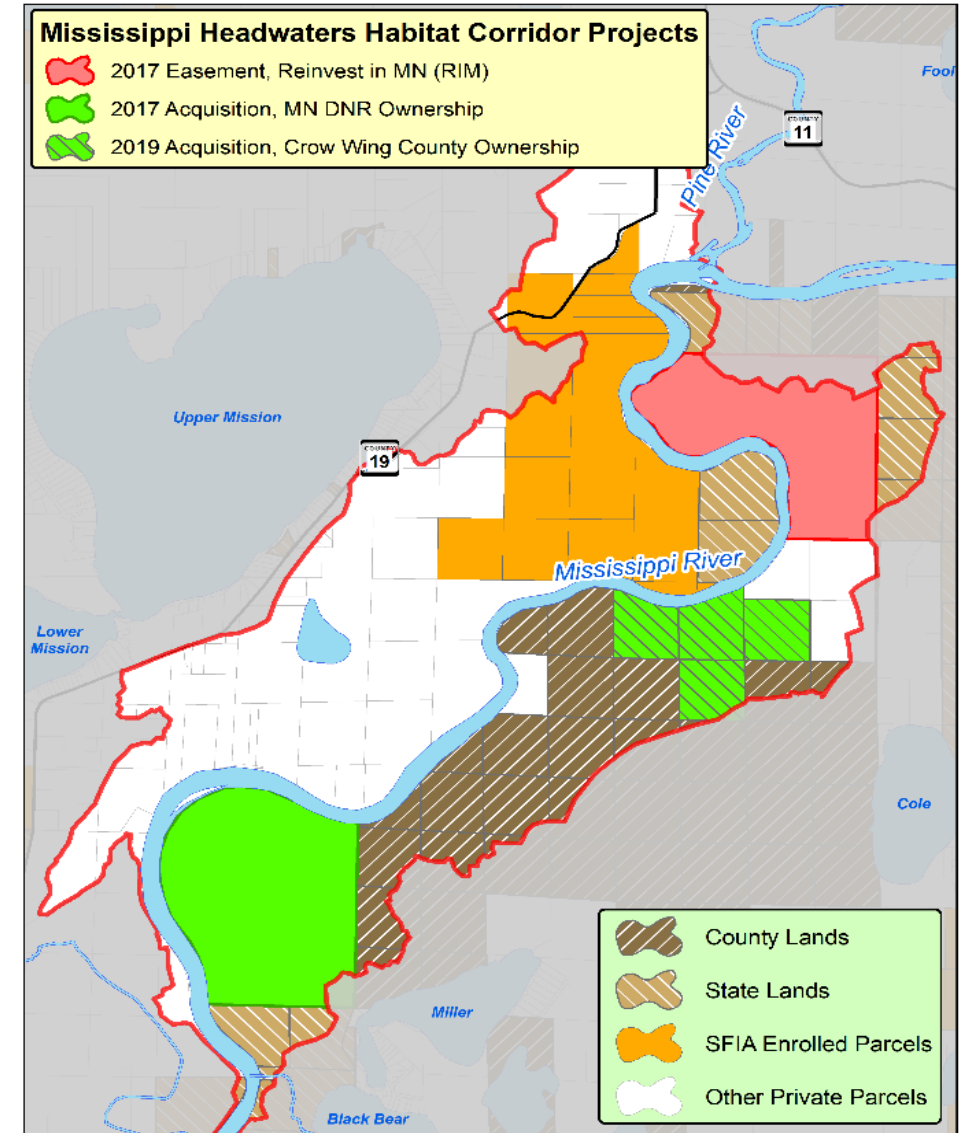 Mississippi Headwaters Habitat Corridor Projects
2017 Easement, Reinvest in MN (RIM)
2017 Acquisition, MN DNR Ownership
2019 Acquisition, Crow Wing County Ownership
Fool
COUNTY
11
Pine River
Upper Mission
COUNTY
19
Mississippi River
Lower
Mission
Cole
Miller
Black Bear
County Lands
State Lands
SFIA Enrolled Parcels
Other Private Parcels